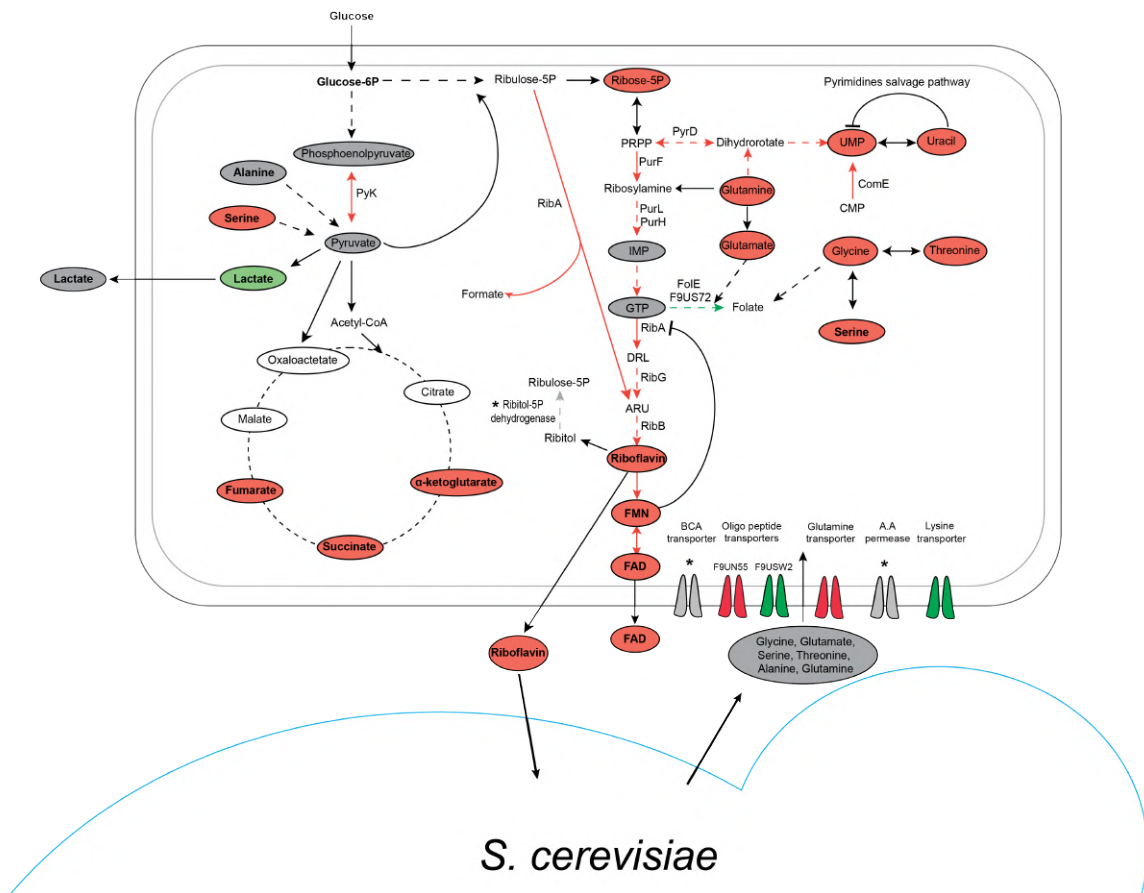 Glucose
Glucose-6P
Ribulose-5P
Ribose-5P
Pyrimidines salvage pathway
Phosphoenolpyruvate
PRPP
PyrD
Dihydrorotate
UMP
Uracil
Alanine
PyK
PurF
Ribosylamine
Glutamine
ComE
CMP
Serine
RibA
PurL
PurH
Pyruvate
IMP
Glutamate
Glycine
Threonine
Lactate
Lactate
Formate
FolE
F9US72
GTP
Folate
Acetyl-CoA
RibA
Serine
Oxaloactetate
DRL
Citrate
Ribulose-5P
RibG
* Ribitol-5P
dehydrogenase
ARU
Malate
RibB
Ribitol
Riboflavin
Fumarate
α-ketoglutarate
FMN
Succinate
FAD
BCA
transporter
*
Oligo peptide
transporters
F9UN55
F9USW2
Glutamine
transporter
A.A
permease
*
Lysine
transporter
Riboflavin
FAD
Glycine, Glutamate,
Serine, Threonine,
Alanine, Glutamine
S. cerevisiae